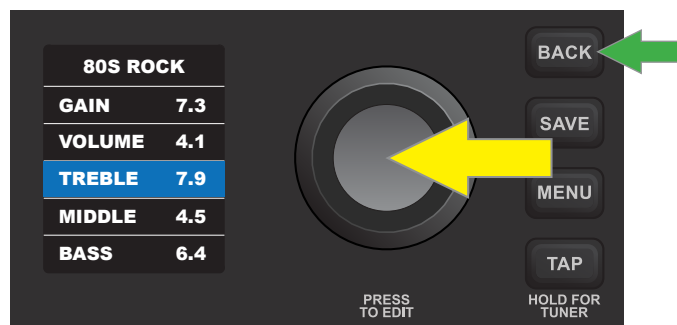 80S ROCK
GAIN 7.3
VOLUME 4.1
TREBLE 7.9
MIDDLE 4.5
BASS 6.4
PRESS
TO EDIT
BACK
SAVE
MENU
TAP
HOLD FOR
TUNER